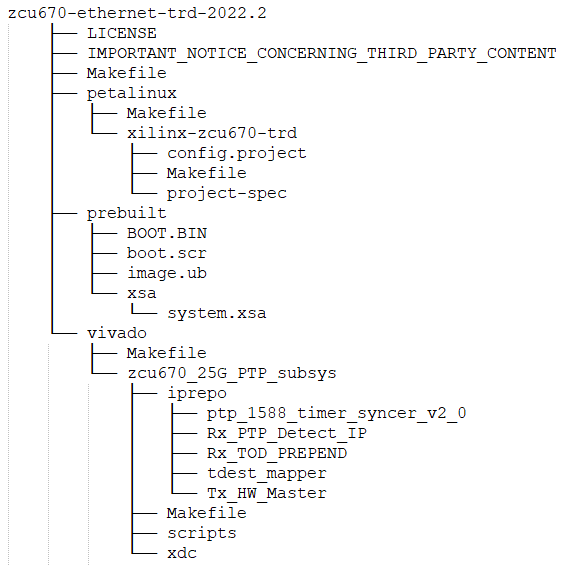 zcu670-ethernet-trd-2022.2
LICENSE
IMPORTANT_NOTICE_CONCERNING_THIRD_PARTY_CONTENT
Makefile
petalinux
Makefile
xilinx-zcu670-trd
config.project
Makefile
project-spec
prebuilt
BOOT.BIN
boot.scr
image.ub
xsa
system.xsa
vivado
Makefile
zcu670_25G_PTP_subsys
iprepo
ptp_1588_timer_syncer_v2_0
Rx_PTP_Detect_IP
Rx_TOD_PREPEND
tdest_mapper
Tx_HW_Master
Makefile
scripts
xdc